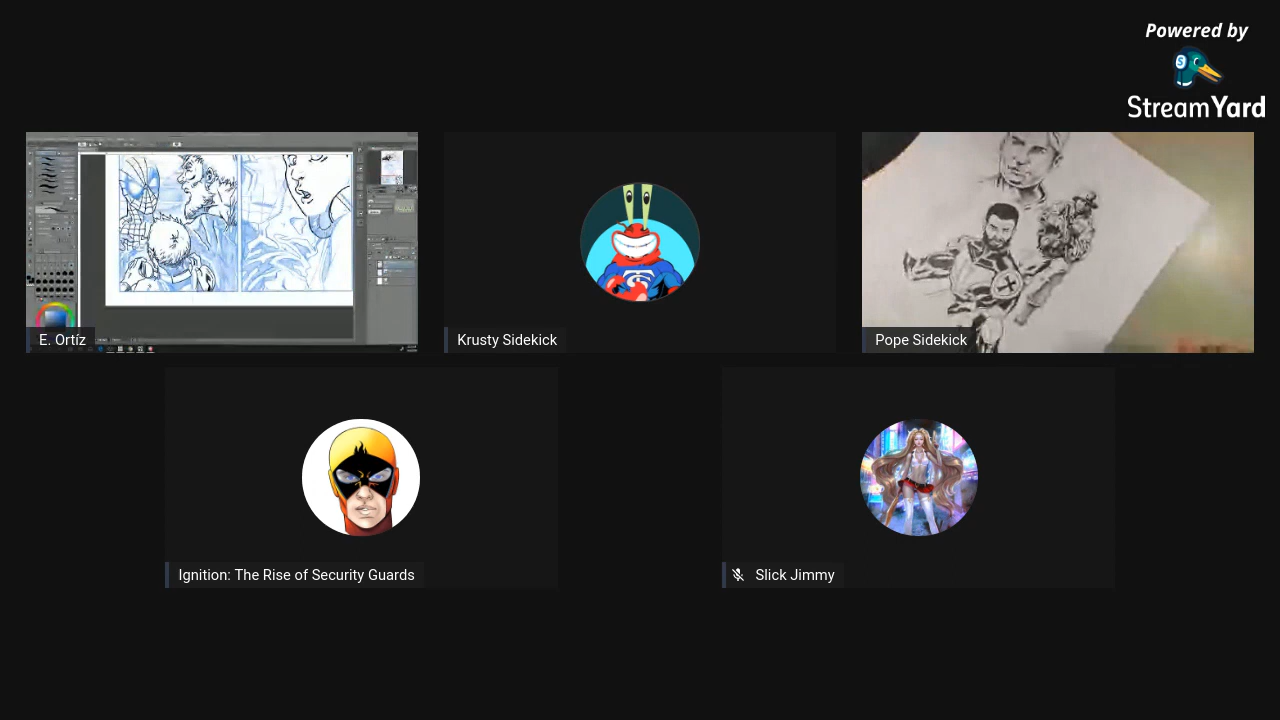 Powered by
StreamYard
E. Ortíz
Krusty Sidekick
Pope Sidekick
Ignition: The Rise of Security Guards
Slick Jimmy